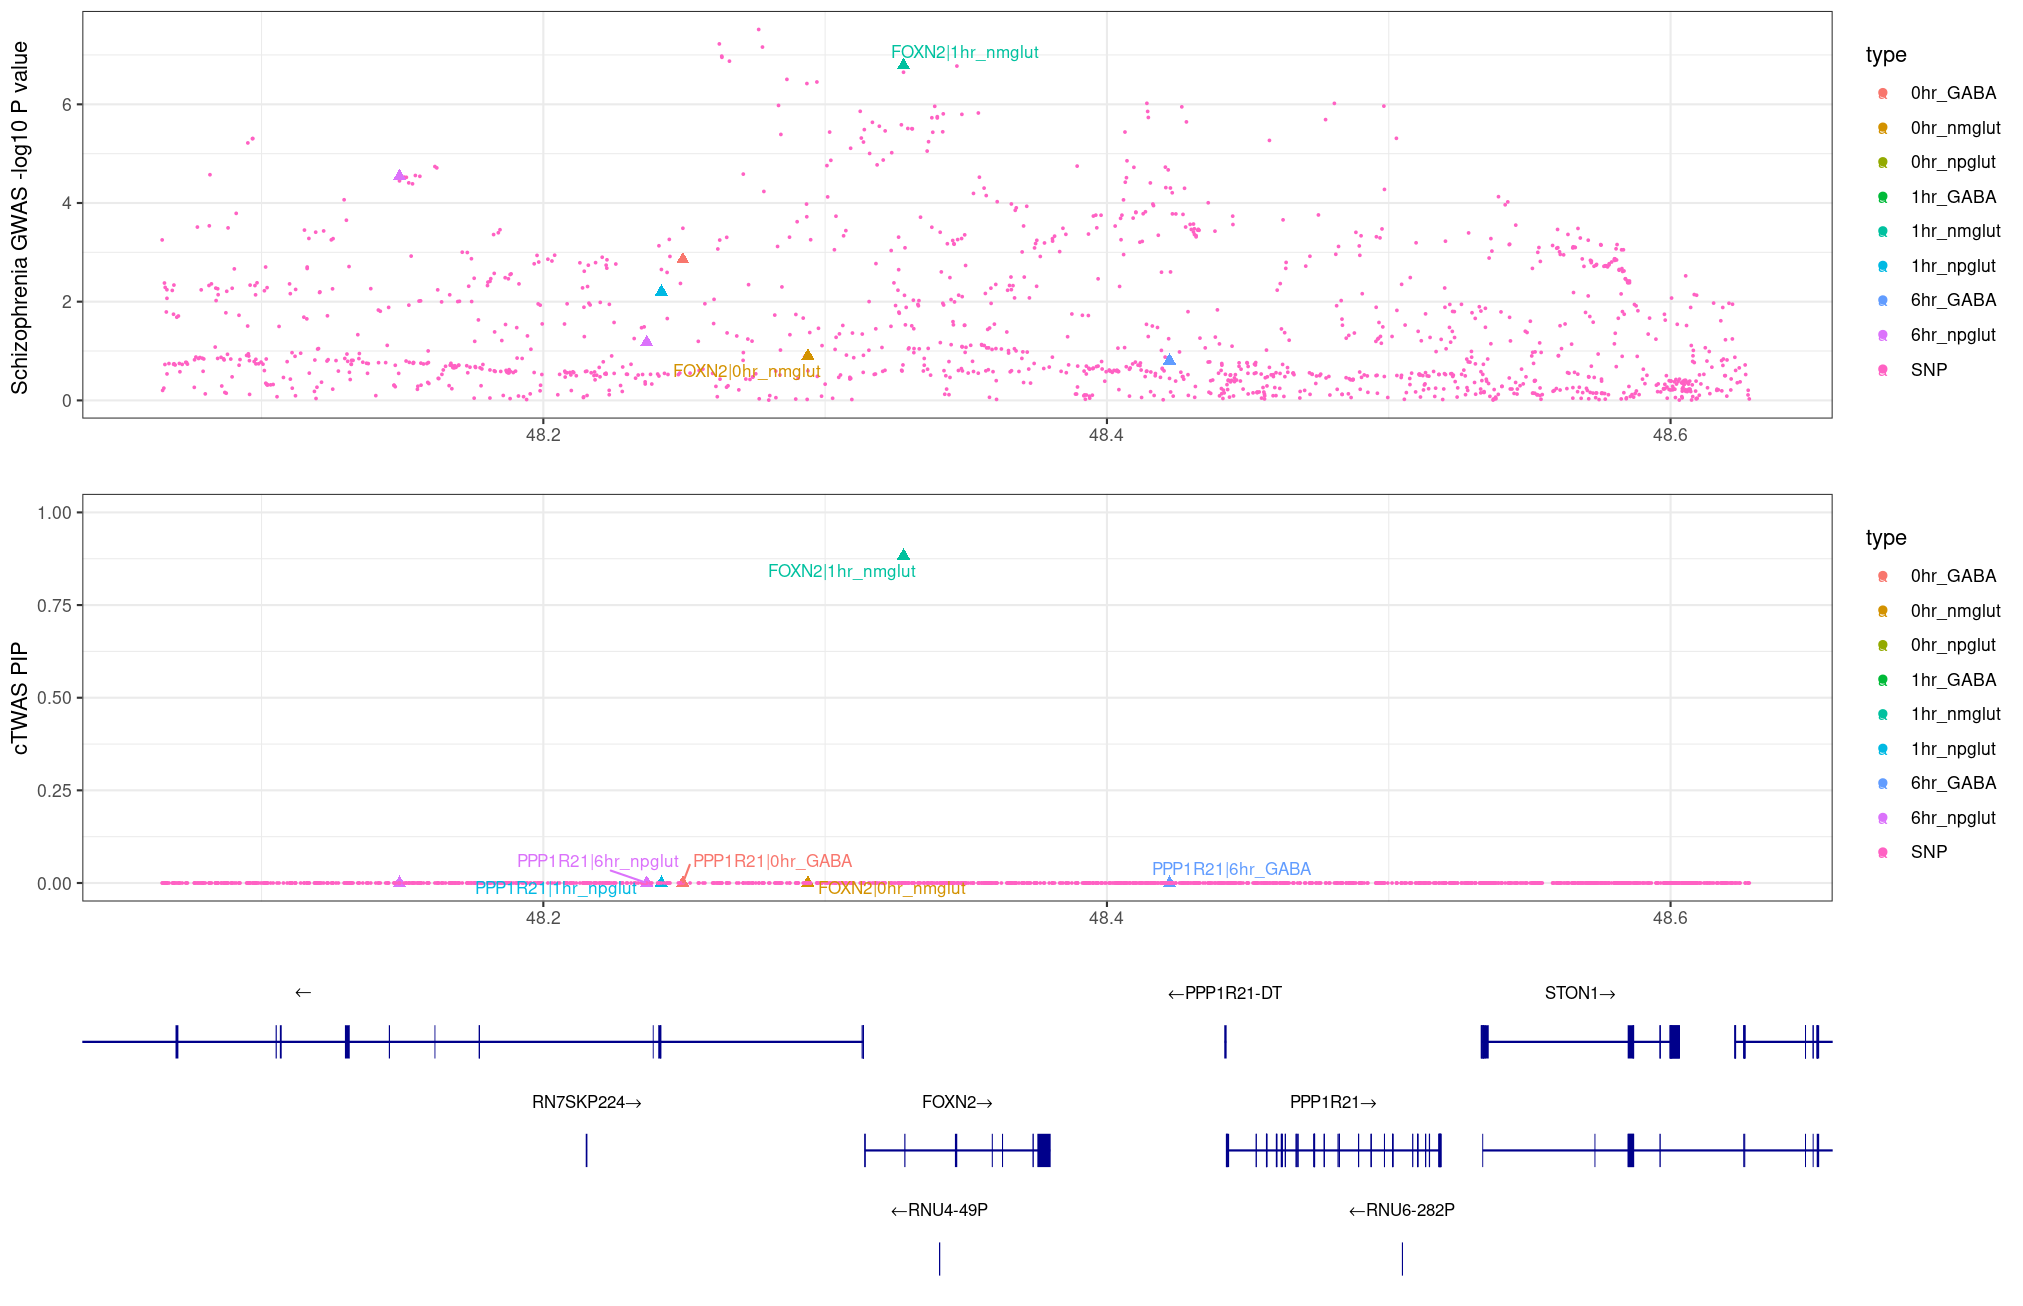 Schizophrenia GWAS -log10 P value
6
4
2
0
FOXN2|1hr_nmglut
FOXN2|0hr_nmglut
48.2
48.4
48.6
type
0hr_GABA
0hr_nmglut
0hr_npglut
1hr_GABA
1hr_nmglut
1hr_npglut
6hr_GABA
6hr_npglut
SNP
cTWAS PIP
1.00
0.75
0.50
0.25
0.00
FOXN2|1hr_nmglut
PPP1R21|6hr_npglut
PPP1R21|0hr_GABA
PPP1R21|6hr_GABA
PPP1R21|1hr_npglut
FOXN2|0hr_nmglut
48.2
48.4
48.6
type
0hr_GABA
0hr_nmglut
0hr_npglut
1hr_GABA
1hr_nmglut
1hr_npglut
6hr_GABA
6hr_npglut
SNP
←
←PPP1R21-DT
STON1→
RN7SKP224→
FOXN2→
PPP1R21→
←RNU4-49P
←RNU6-282P